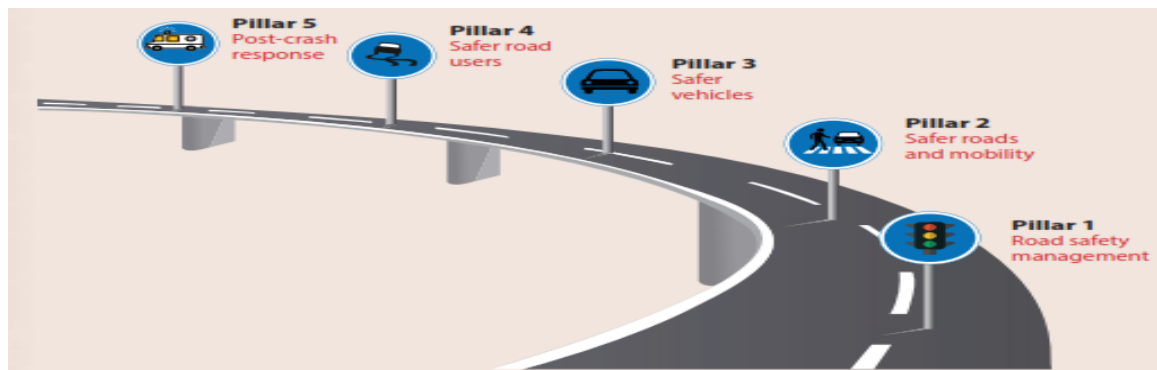 Pillar 5
Post-crash
response
Pillar 4
Safer road
users
Pillar 3
Safer
vehicles
Pillar 2
Safer roads
and mobility
Pillar 1
Road safety
management